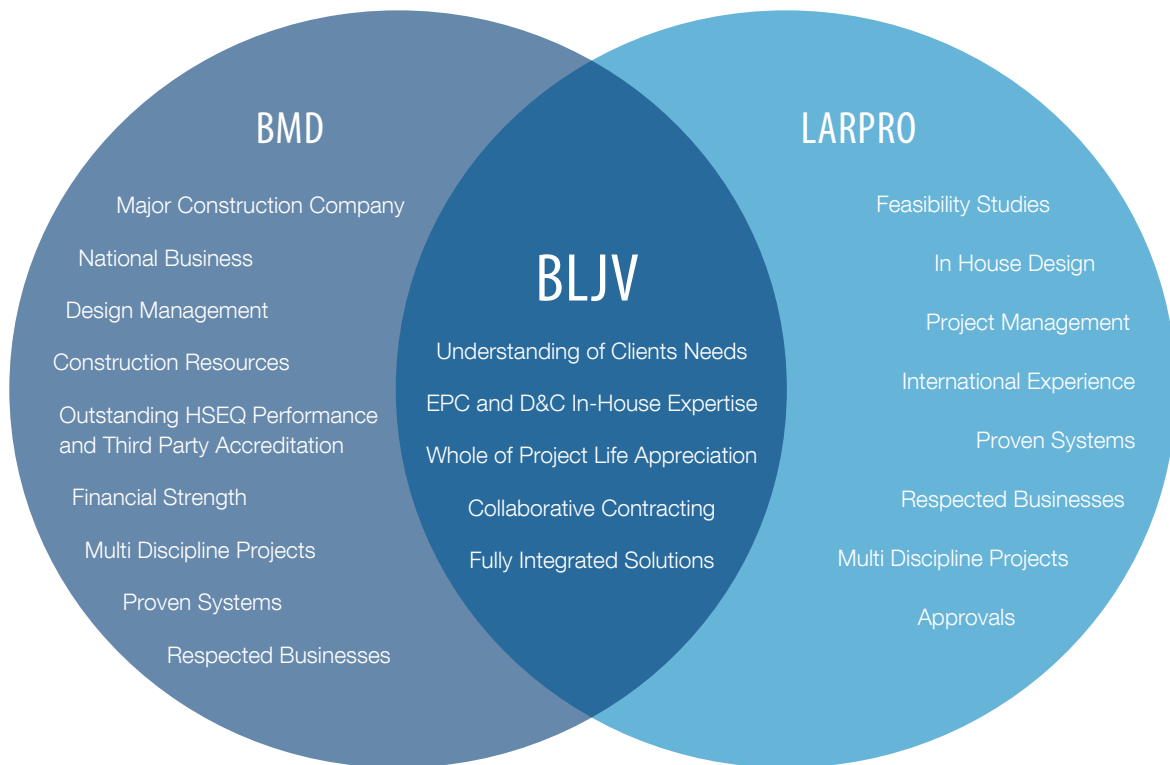 BMD
Major Construction Company
National Business
Design Management
Construction Resources
Outstanding HSEQ Performance
and Third Party Accreditation
Financial Strength
Multi Discipline Projects
Proven Systems
Respected Businesses
BLJV
Understanding of Clients Needs
EPC and D&C In-House Expertise
Whole of Project Life Appreciation
Collaborative Contracting
Fully Integrated Solutions
LARPRO
Feasibility Studies
In House Design
Project Management
International Experience
Proven Systems
Respected Businesses
Multi Discipline Projects
Approvals